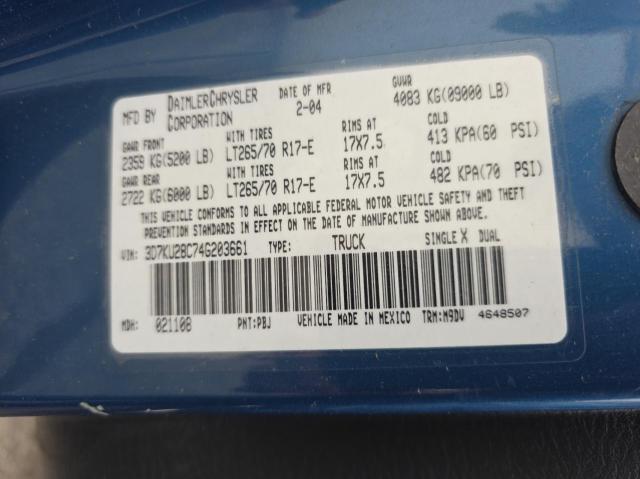 MFD BY DAIMLERCHRYSLER CORPORATION DATE OF MFR 2-04 GVWR 4083 KG(09000 LB)
GAWR FRONT WITH TIRES RIMS AT COLD
2359 KG(5200 LB) LT265/70 R17-E 17X7.5 413 KPA(60 PSI)
GAWR REAR WITH TIRES RIMS AT COLD
2722 KG(6000 LB) LT265/70 R17-E 17X7.5 482 KPA(70 PSI)
THIS VEHICLE CONFORMS TO ALL APPLICABLE FEDERAL MOTOR VEHICLE SAFETY AND THEFT
PREVENTION STANDARDS IN EFFECT ON THE DATE OF MANUFACTURE SHOWN ABOVE.
VIN: 3D7KU28C74G203661 TYPE: TRUCK SINGLE X DUAL
MDH: 021108 PNT:PBJ VEHICLE MADE IN MEXICO TRM:M9DV 4648507